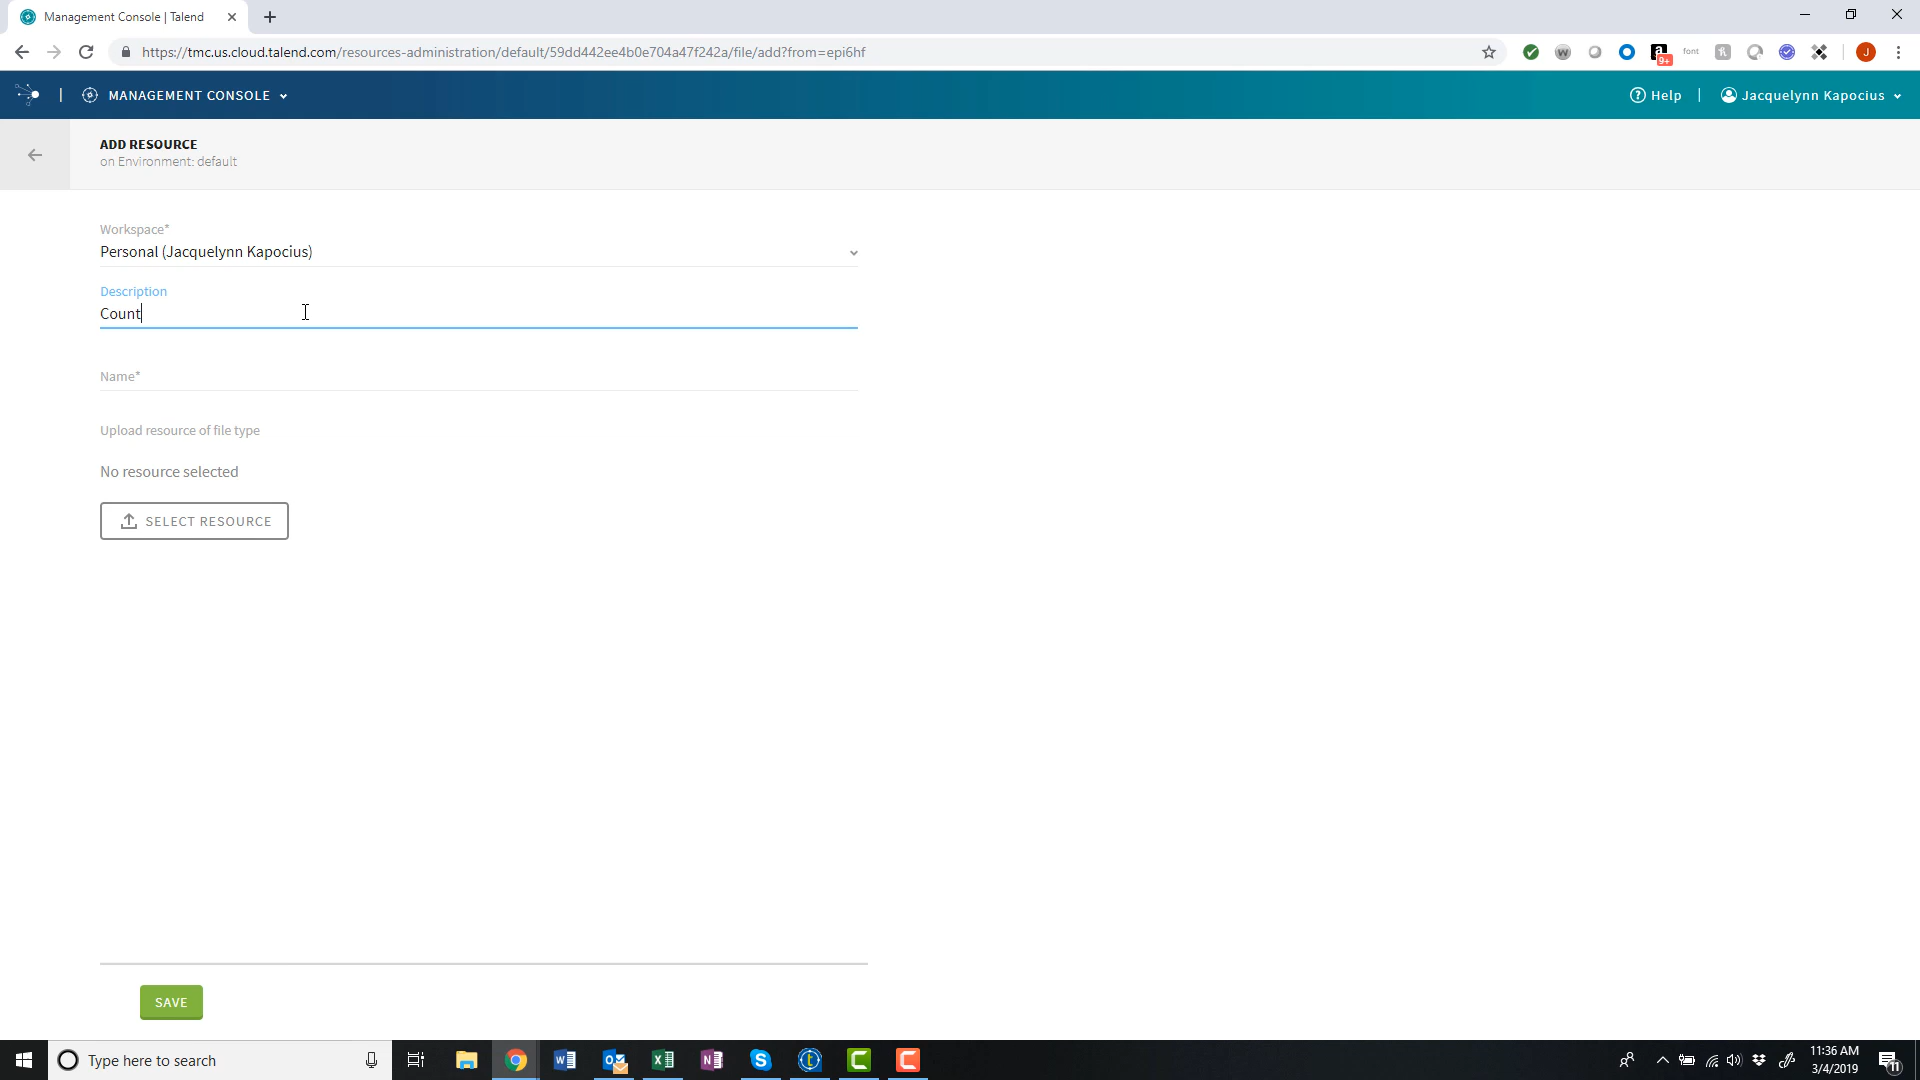 Management Console | Talend
https://tmc.us.cloud.talend.com/resources-administration/default/59dd442ee4b0e704a47f242a/file/add?from=epi6hf
font
9+
J
MANAGEMENT CONSOLE
Help
Jacquelynn Kapocius
ADD RESOURCE
on Environment: default
Workspace*
Personal (Jacquelynn Kapocius)
Description
Count
Name*
Upload resource of file type
No resource selected
SELECT RESOURCE
SAVE
Type here to search
11:36 AM
3/4/2019
11